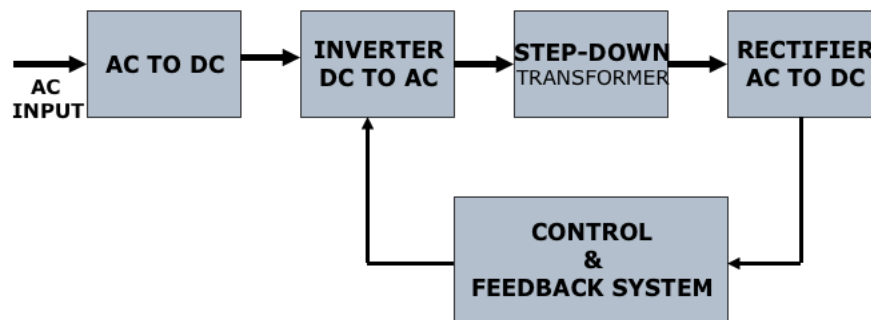 AC TO DC
INVERTER
DC TO AC
STEP-DOWN
TRANSFORMER
RECTIFIER
AC TO DC
AC
INPUT
CONTROL
&
FEEDBACK SYSTEM